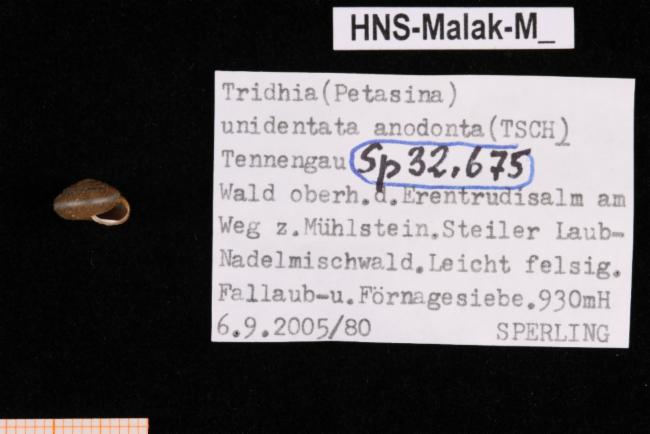 HNS-Malak-M_
Tridhia(Petasina)
unidentata anodonta(TSCH)
Tennengau Sp32.675
Wald oberh.d.Erentrudisalm am
Weg z.Mühlstein.Steiler Laub-
Nadelmischwald.Leicht felsig.
Fallaub-u.Förnagesiebe.930mH
6.9.2005/80 SPERLING